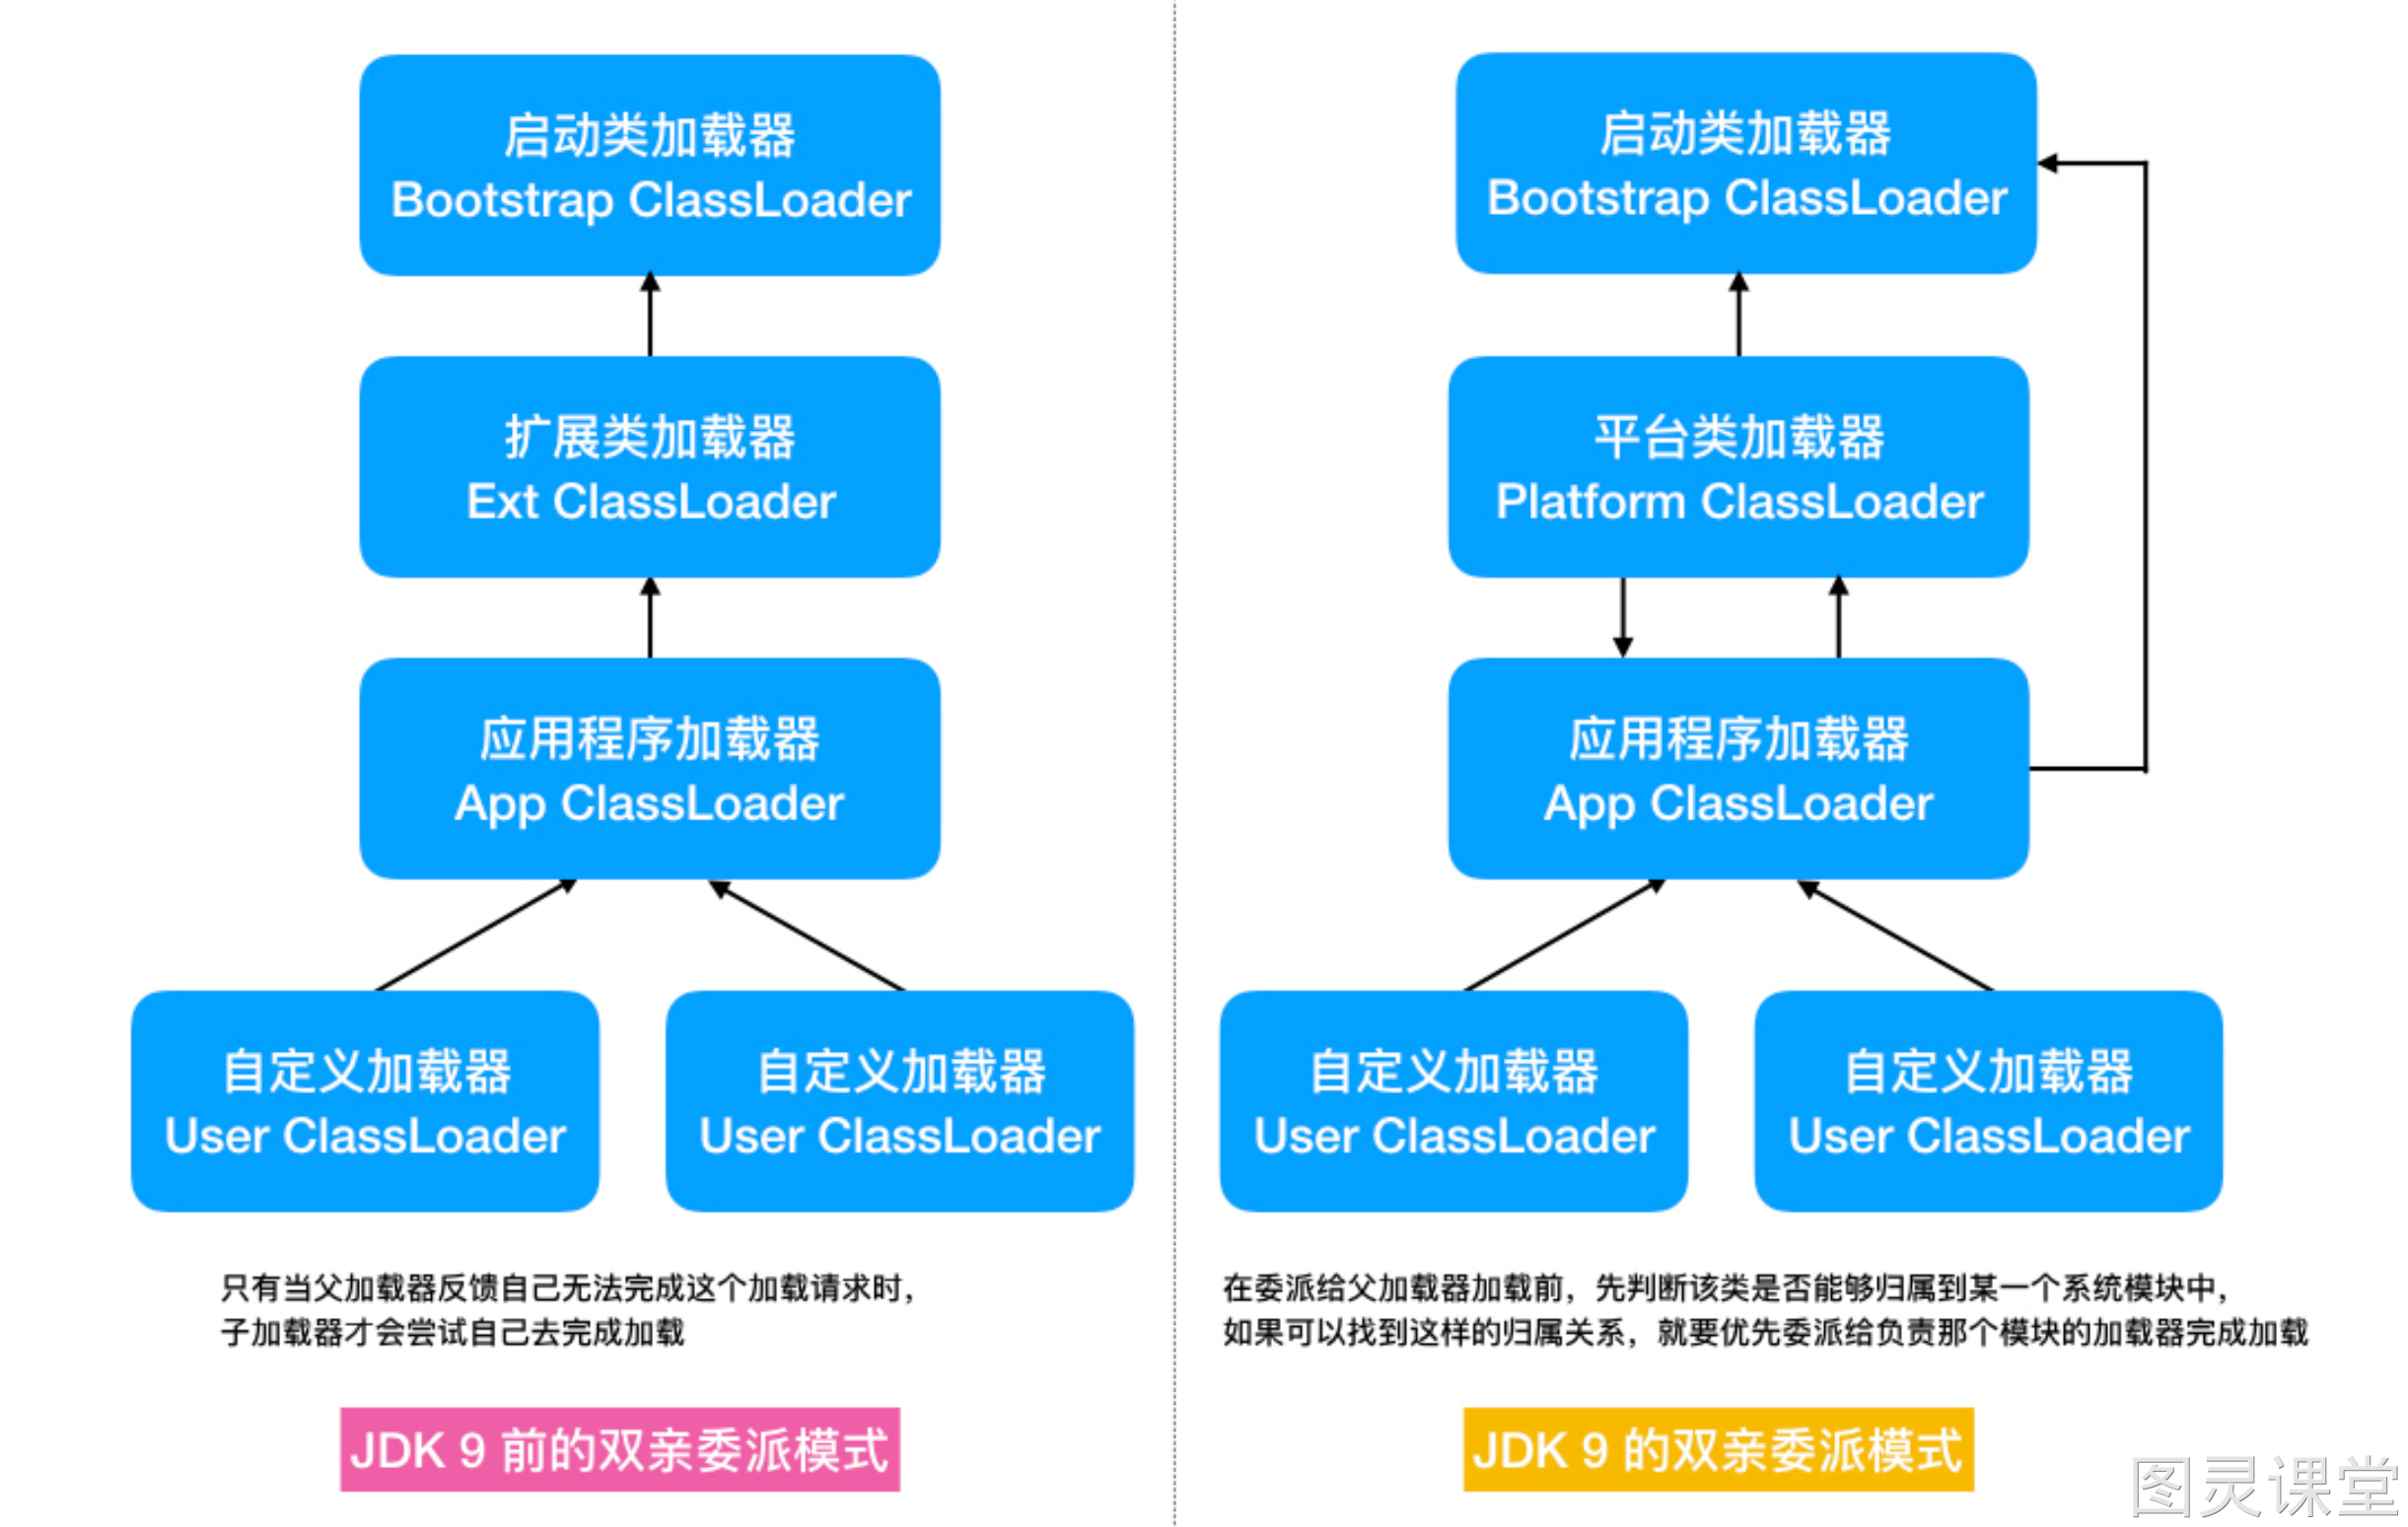 启动类加载器
Bootstrap ClassLoader
扩展类加载器
Ext ClassLoader
应用程序加载器
App ClassLoader
自定义加载器
User ClassLoader
自定义加载器
User ClassLoader
只有当父加载器反馈自己无法完成这个加载请求时，
子加载器才会尝试自己去完成加载
JDK 9 前的双亲委派模式
启动类加载器
Bootstrap ClassLoader
平台类加载器
Platform ClassLoader
应用程序加载器
App ClassLoader
自定义加载器
User ClassLoader
自定义加载器
User ClassLoader
在委派给父加载器加载前，先判断该类是否能够归属到某一个系统模块中，
如果可以找到这样的归属关系，就要优先委派给负责那个模块的加载器完成加载
JDK 9 的双亲委派模式
图灵课堂